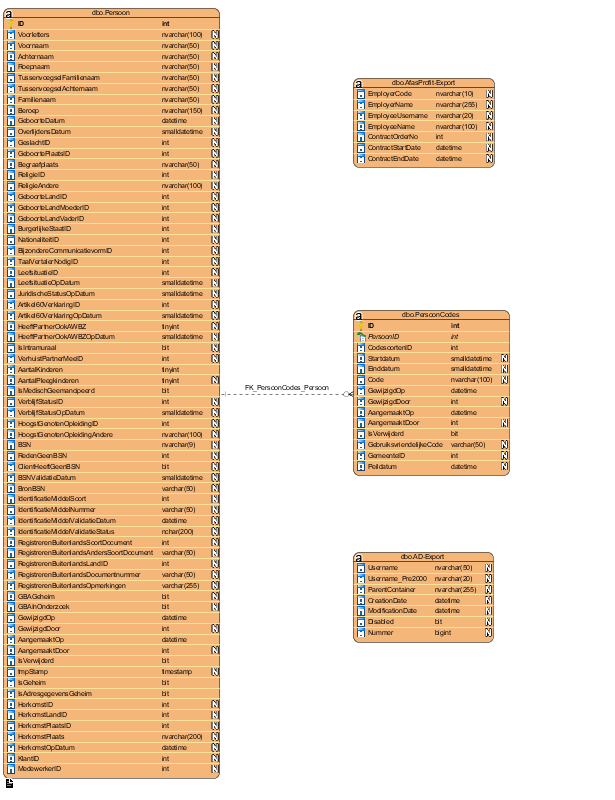 dbo.Persoon
ID int
Voorletters nvarchar(100) N
Voornaam nvarchar(50) N
Achternaam nvarchar(50) N
Roepnaam nvarchar(50) N
TussenvoegselFamilienaam nvarchar(50) N
TussenvoegselAchternaam nvarchar(50) N
Familienaam nvarchar(50) N
Beroep nvarchar(150) N
GeboorteDatum datetime N
OverlijdensDatum smalldatetime N
GeslachtID int N
GeboortePlaatsID int N
Begraafplaats nvarchar(50) N
ReligieID int N
ReligieAndere nvarchar(100) N
GeboorteLandID int N
GeboorteLandMoederID int N
GeboorteLandVaderID int N
BurgerlijkeStaatID int N
NationaliteitID int N
BijzondereCommunicatievormID int N
TaalVertalerNodigID int N
LeefsituatieID int N
LeefsituatieOpDatum smalldatetime N
JuridischeStatusOpDatum smalldatetime N
Artikel60VerklaringID int N
Artikel60VerklaringOpDatum smalldatetime N
HeeftPartnerOokAWBZ tinyint N
HeeftPartnerOokAWBZOpDatum smalldatetime N
IsIntramuraal bit N
VerhuistPartnerMeeID int N
AantalKinderen tinyint
AantalPleegkinderen tinyint N
IsMedischGeemandpeerd bit
VerblijfStatusID int N
VerblijfStatusOpDatum smalldatetime N
HoogstGenotenOpleidingID int N
HoogstGenotenOpleidingAndere nvarchar(100) N
BSN nvarchar(9) N
RedenGeenBSN int N
ClientHeeftGeenBSN bit N
BSNValidatieDatum smalldatetime N
BronBSN varchar(50) N
IdentificatieMiddelSoort int N
IdentificatieMiddelNummer varchar(50) N
IdentificatieMiddelValidatieDatum datetime N
IdentificatieMiddelValidatieStatus nchar(200) N
RegistrerenBuitenlandsSoortDocument int N
RegistrerenBuitenlandsAndersSoortDocument varchar(50) N
RegistrerenBuitenlandsLandID int N
RegistrerenBuitenlandsDocumentnummer varchar(50) N
RegistrerenBuitenlandsOpmerkingen varchar(255) N
GBAGeheim bit N
GBAInOnderzoek bit N
GewijzigdOp datetime
GewijzigdDoor int N
AangemaaktOp datetime
AangemaaktDoor int N
IsVerwijderd bit
ImpStamp timestamp N
IsGeheim bit
IsAdresgegevensGeheim bit
HerkomstID int N
HerkomstLandID int N
HerkomstPlaatsID int N
HerkomstPlaats nvarchar(200) N
HerkomstOpDatum datetime N
KlantID int N
MedewerkerID int N
dbo.AfasProfit-Export
EmployerCode nvarchar(10) N
EmployerName nvarchar(255) N
EmployeeUsername nvarchar(20) N
EmployeeName nvarchar(100) N
ContractOrderNo int N
ContractStartDate datetime N
ContractEndDate datetime N
FK_PersoonCodes_Persoon
dbo.PersoonCodes
ID int
PersoonID int
CodesoortenID int
Startdatum smalldatetime N
Einddatum smalldatetime N
Code nvarchar(100) N
GewijzigdOp datetime
GewijzigdDoor int N
AangemaaktOp datetime
AangemaaktDoor int N
IsVerwijderd bit
GebruiksvriendelijkeCode varchar(50) N
GemeenteID int N
Peildatum datetime N
dbo.AD-Export
Username nvarchar(50) N
Username_Pre2000 nvarchar(20) N
ParentContainer nvarchar(255) N
CreationDate datetime N
ModificationDate datetime N
Disabled bit N
Nummer bigint N